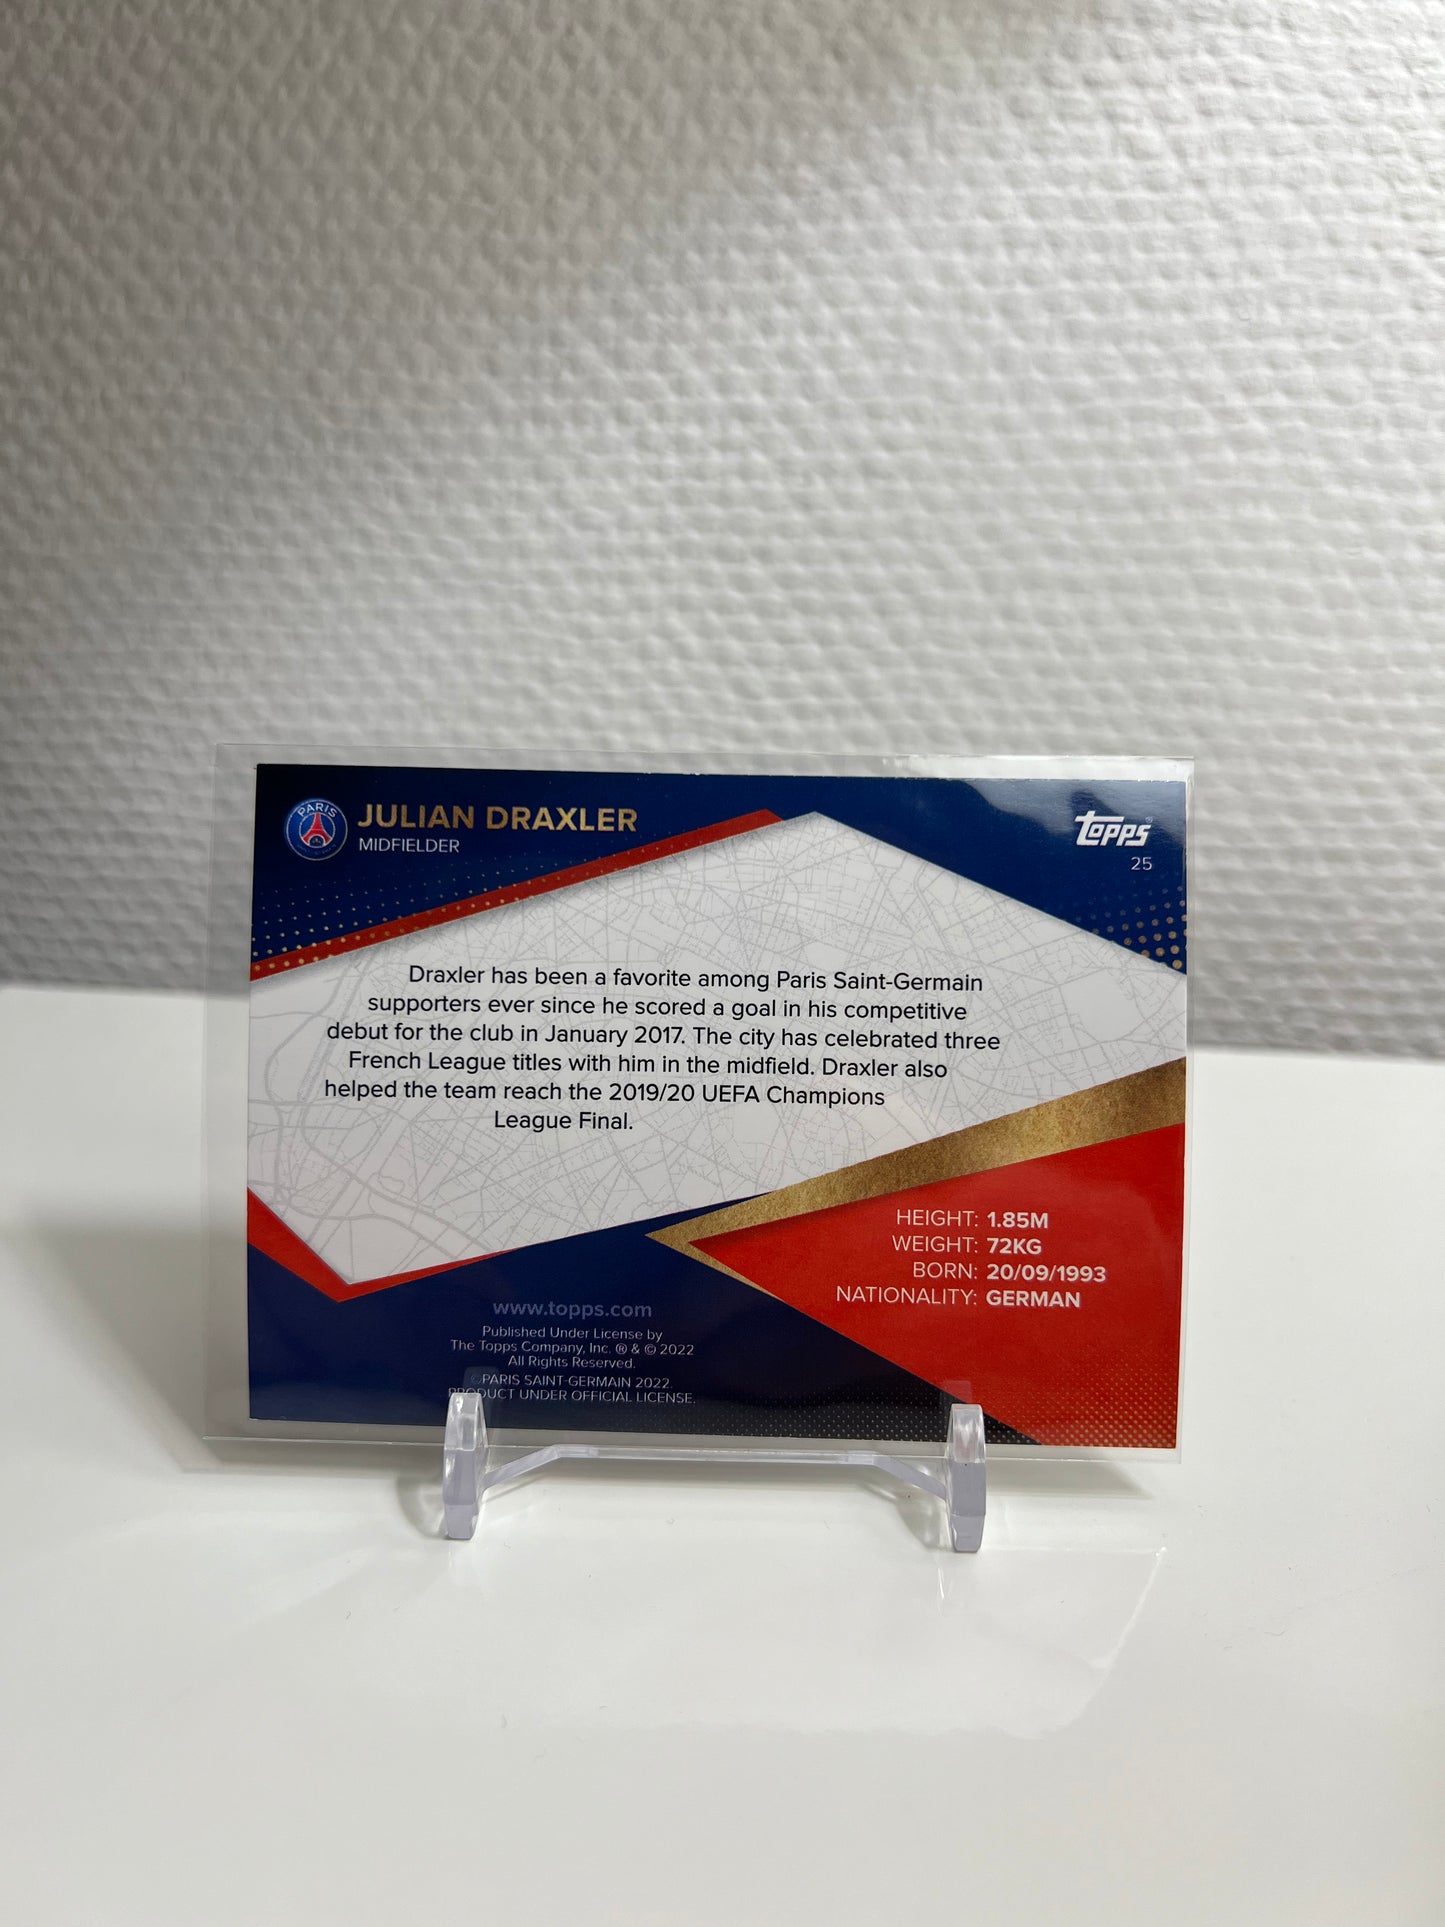 PARIS
JULIAN DRAXLER
MIDFIELDER
Topps
25
Draxler has been a favorite among Paris Saint-Germain
supporters ever since he scored a goal in his competitive
debut for the club in January 2017. The city has celebrated three
French League titles with him in the midfield. Draxler also
helped the team reach the 2019/20 UEFA Champions
League Final.
HEIGHT: 1.85M
WEIGHT: 72KG
BORN: 20/09/1993
NATIONALITY: GERMAN
www.topps.com
Published Under License by
The Topps Company, Inc. ® & © 2022
All Rights Reserved.
©PARIS SAINT-GERMAIN 2022.
PRODUCT UNDER OFFICIAL LICENSE.